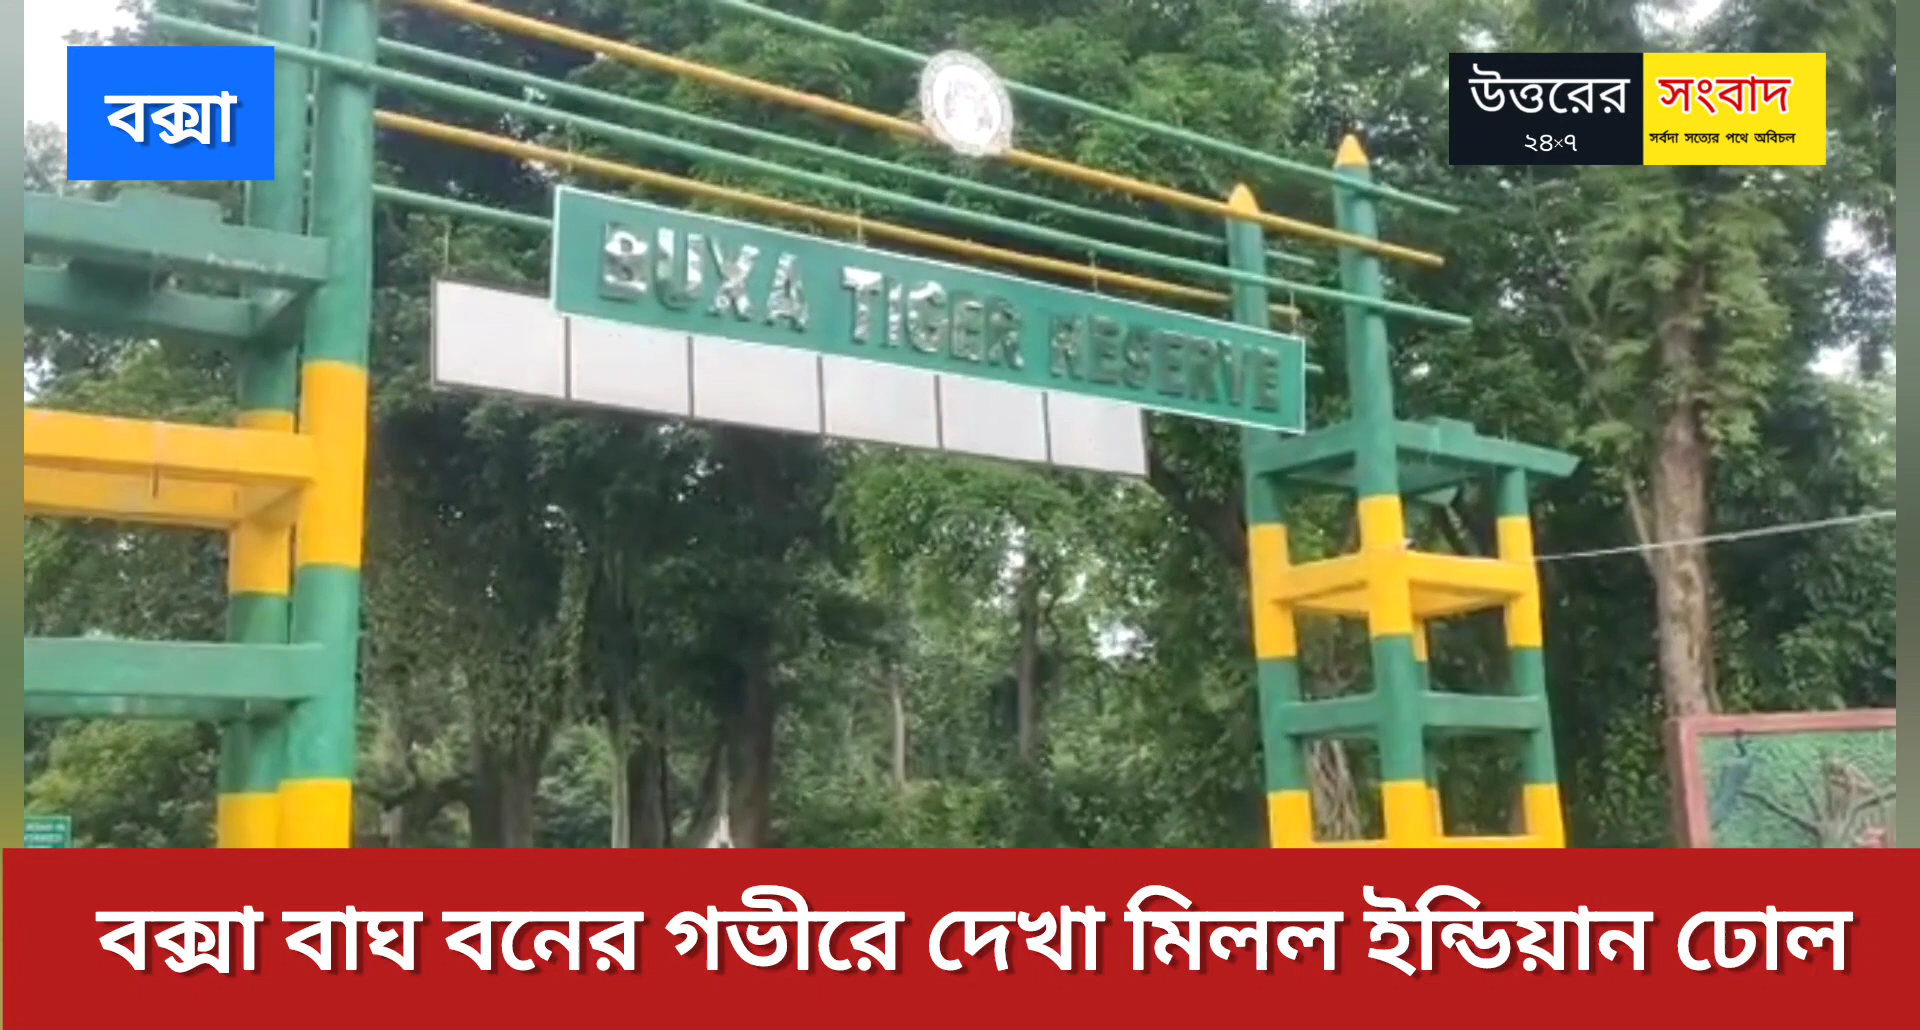 বক্সা
উত্তরের
২৪×৭
সংবাদ
সর্বদা সত্যের পথে অবিচল
BUXA TIGER RESERVE
বক্সা বাঘ বনের গভীরে দেখা মিলল ইন্ডিয়ান ঢোল